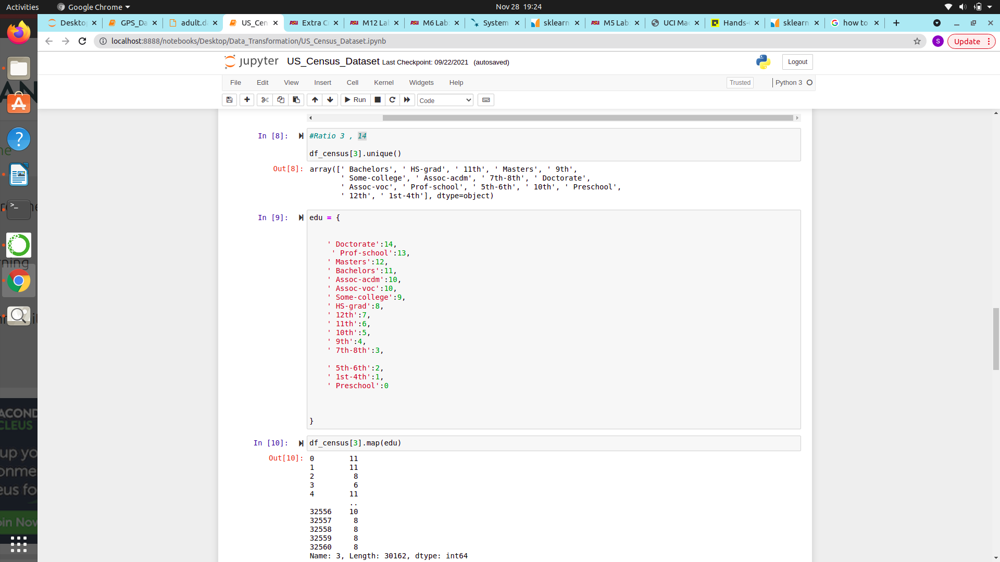 Activities
Google Chrome
Nov 28 19:24
Deskto
GPS_Da
adult.d
US_Cen
Extra C
M12 Lab
M6 Lab
System
sklearn
M5 Lab
UCI Mac
Hands-
sklearn
how to
localhost:8888/notebooks/Desktop/Data_Transformation/US_Census_Dataset.ipynb
S
Update
jupyter US_Census_Dataset Last Checkpoint: 09/22/2021 (autosaved)
Logout
File Edit View Insert Cell Kernel Widgets Help
Trusted
Python 3
Run
Code
In [8]:
#Ratio 3 , 14
df_census[3].unique()
Out[8]:
array([' Bachelors', ' HS-grad', ' 11th', ' Masters', ' 9th',
' Some-college', ' Assoc-acdm', ' 7th-8th', ' Doctorate',
' Assoc-voc', ' Prof-school', ' 5th-6th', ' 10th', ' Preschool',
' 12th', ' 1st-4th'], dtype=object)
In [9]:
edu = {
' Doctorate':14,
' Prof-school':13,
' Masters':12,
' Bachelors':11,
' Assoc-acdm':10,
' Assoc-voc':10,
' Some-college':9,
' HS-grad':8,
' 12th':7,
' 11th':6,
' 10th':5,
' 9th':4,
' 7th-8th':3,
' 5th-6th':2,
' 1st-4th':1,
' Preschool':0
}
In [10]:
df_census[3].map(edu)
Out[10]:
0 11
1 11
2 8
3 6
4 11
..
32556 10
32557 8
32558 8
32559 8
32560 8
Name: 3, Length: 30162, dtype: int64